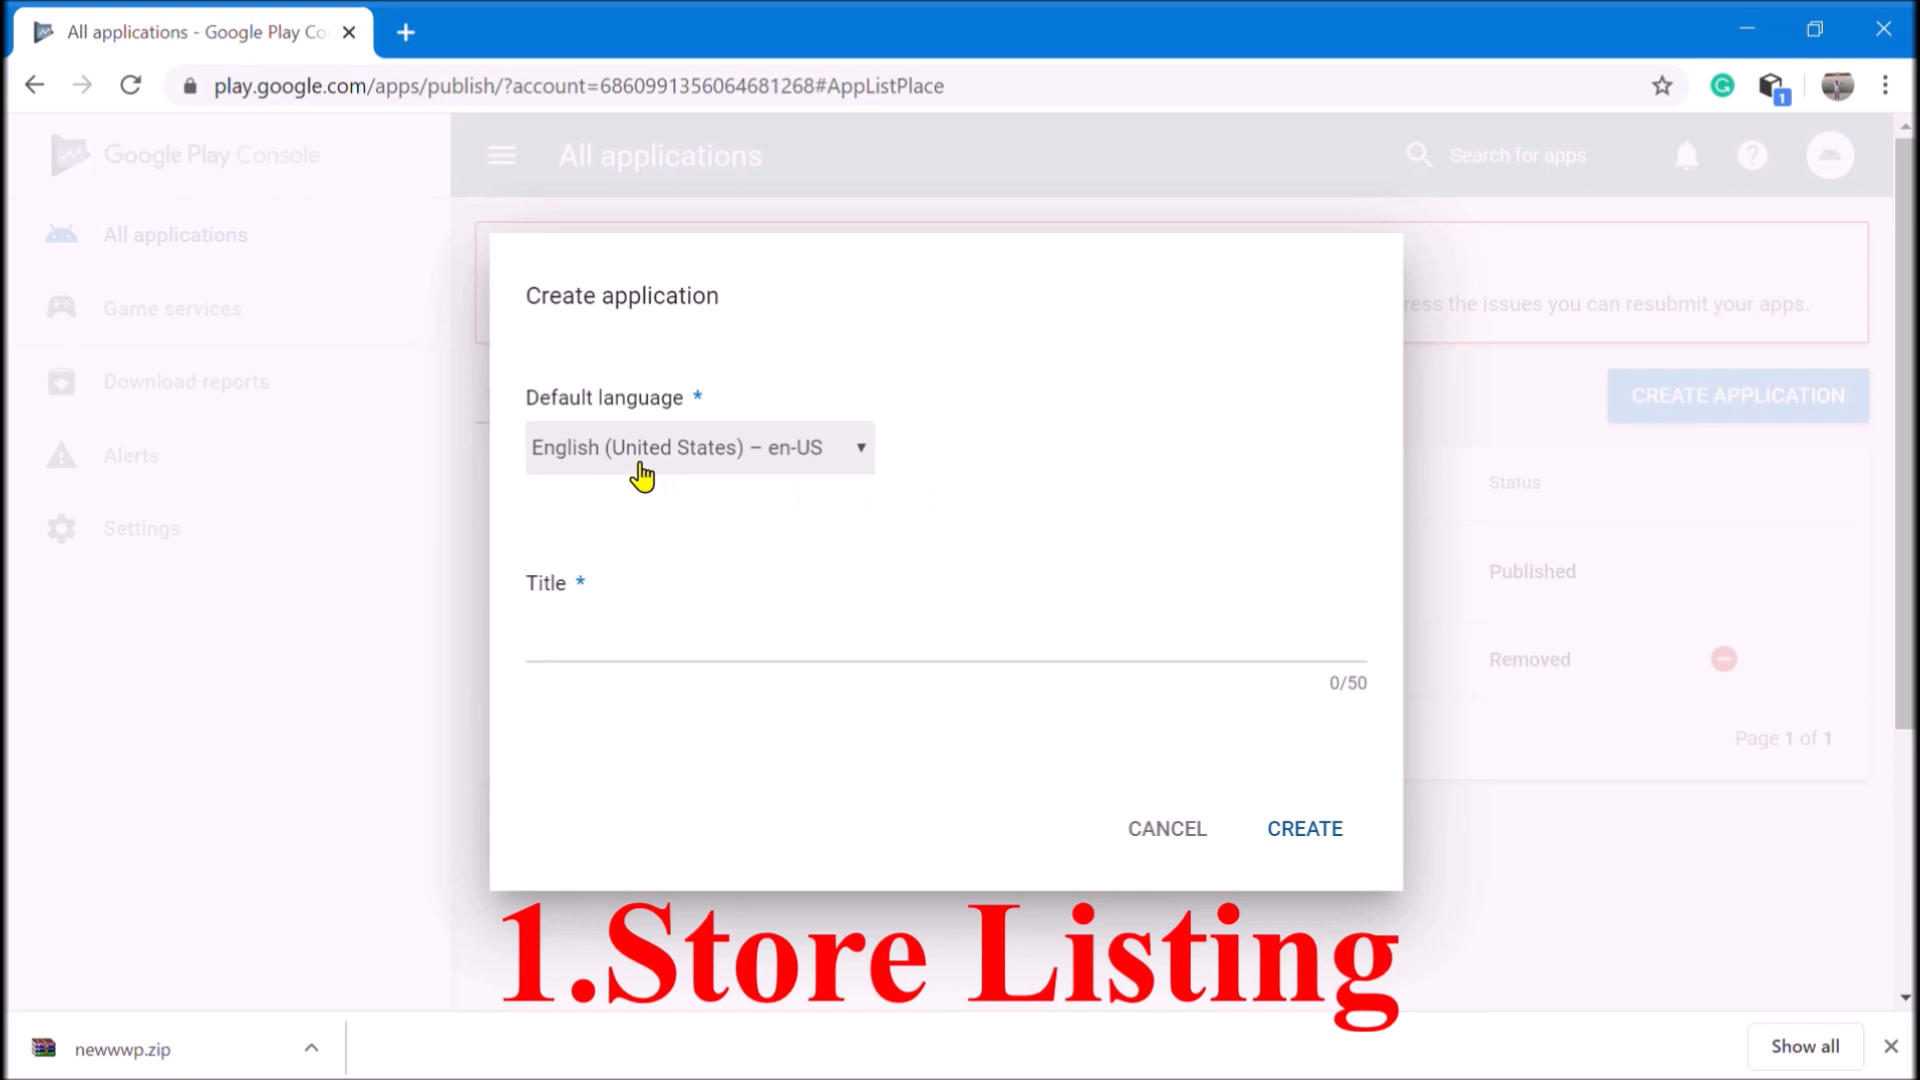 All applications - Google Play Co
play.google.com/apps/publish/?account=6860991356064681268#AppListPlace
1
Google Play Console
All applications
Search for apps
All applications
Game services
Download reports
Alerts
Settings
ress the issues you can resubmit your apps.
CREATE APPLICATION
Create application
Default language *
English (United States) – en-US
Title *
0/50
CANCEL
CREATE
Status
Published
Removed
Page 1 of 1
1.Store Listing
newwwp.zip
Show all